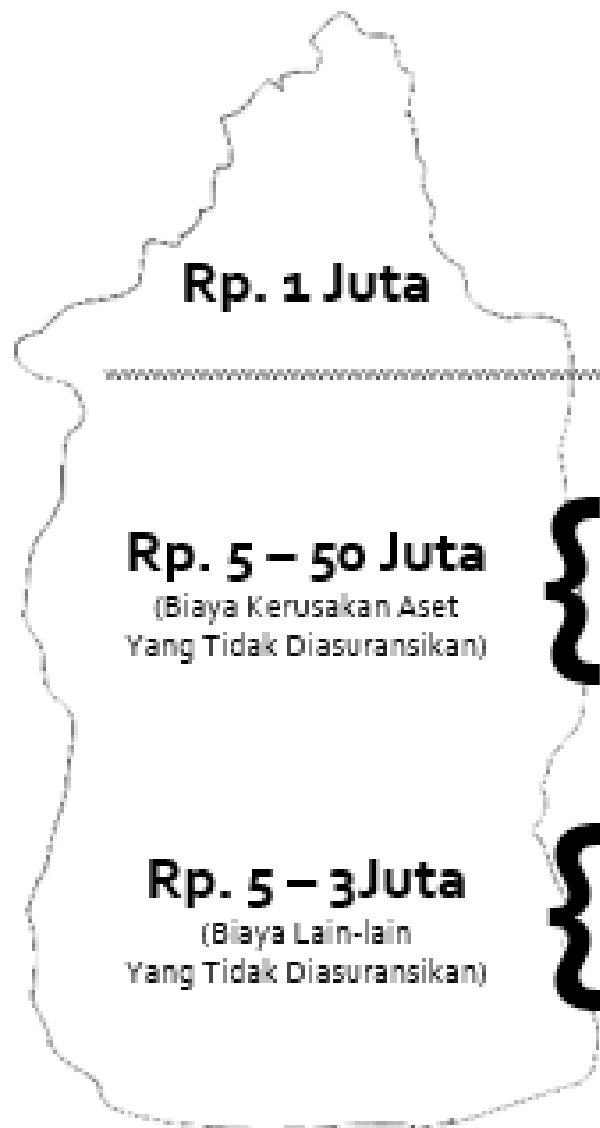 Rp. 1 Juta
Rp. 5 – 50 Juta
(Biaya Kerusakan Aset
Yang Tidak Diasuransikan)
Rp. 5 – 3Juta
(Biaya Lain-lain
Yang Tidak Diasuransikan)